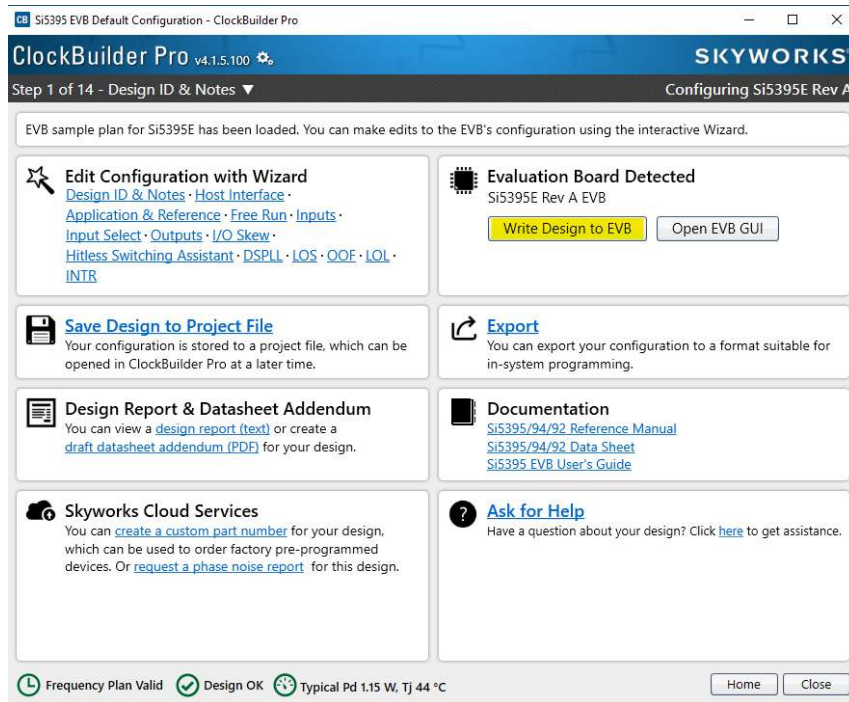 CB Si5395 EVB Default Configuration - ClockBuilder Pro
ClockBuilder Pro v4.1.5.100
SKYWORKS
Step 1 of 14 - Design ID & Notes ▼
Configuring Si5395E Rev A
EVB sample plan for Si5395E has been loaded. You can make edits to the EVB's configuration using the interactive Wizard.
Edit Configuration with Wizard
Design ID & Notes · Host Interface ·
Application & Reference · Free Run · Inputs ·
Input Select · Outputs · I/O Skew ·
Hitless Switching Assistant · DSPLL · LOS · OOF · LOL ·
INTR
Evaluation Board Detected
Si5395E Rev A EVB
Write Design to EVB
Open EVB GUI
Save Design to Project File
Your configuration is stored to a project file, which can be
opened in ClockBuilder Pro at a later time.
Export
You can export your configuration to a format suitable for
in-system programming.
Design Report & Datasheet Addendum
You can view a design report (text) or create a
draft datasheet addendum (PDF) for your design.
Documentation
Si5395/94/92 Reference Manual
Si5395/94/92 Data Sheet
Si5395 EVB User's Guide
Skyworks Cloud Services
You can create a custom part number for your design,
which can be used to order factory pre-programmed
devices. Or request a phase noise report for this design.
? Ask for Help
Have a question about your design? Click here to get assistance.
Frequency Plan Valid
Design OK
Typical Pd 1.15 W, Tj 44 °C
Home
Close